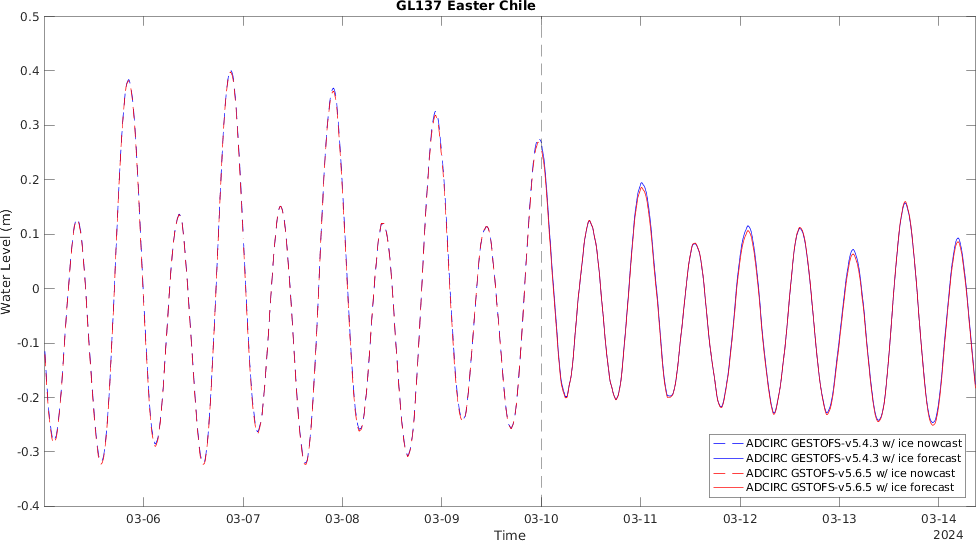 GL137 Easter Chile
0.5
0.4
0.3
0.2
0.1
0
-0.1
-0.2
-0.3
-0.4
Water Level (m)
ADCIRC GESTOFS-v5.4.3 w/ ice nowcast
ADCIRC GESTOFS-v5.4.3 w/ ice forecast
ADCIRC GSTOFS-v5.6.5 w/ ice nowcast
ADCIRC GSTOFS-v5.6.5 w/ ice forecast
03-06 03-07 03-08 03-09 03-10 03-11 03-12 03-13 03-14
Time
2024